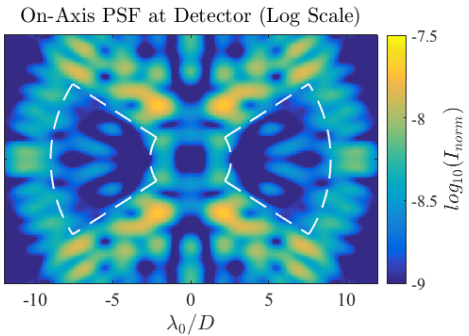 On-Axis PSF at Detector (Log Scale)
-7.5
-8
-8.5
-9
log10(Inorm)
-10 -5 0 5 10
λ0/D